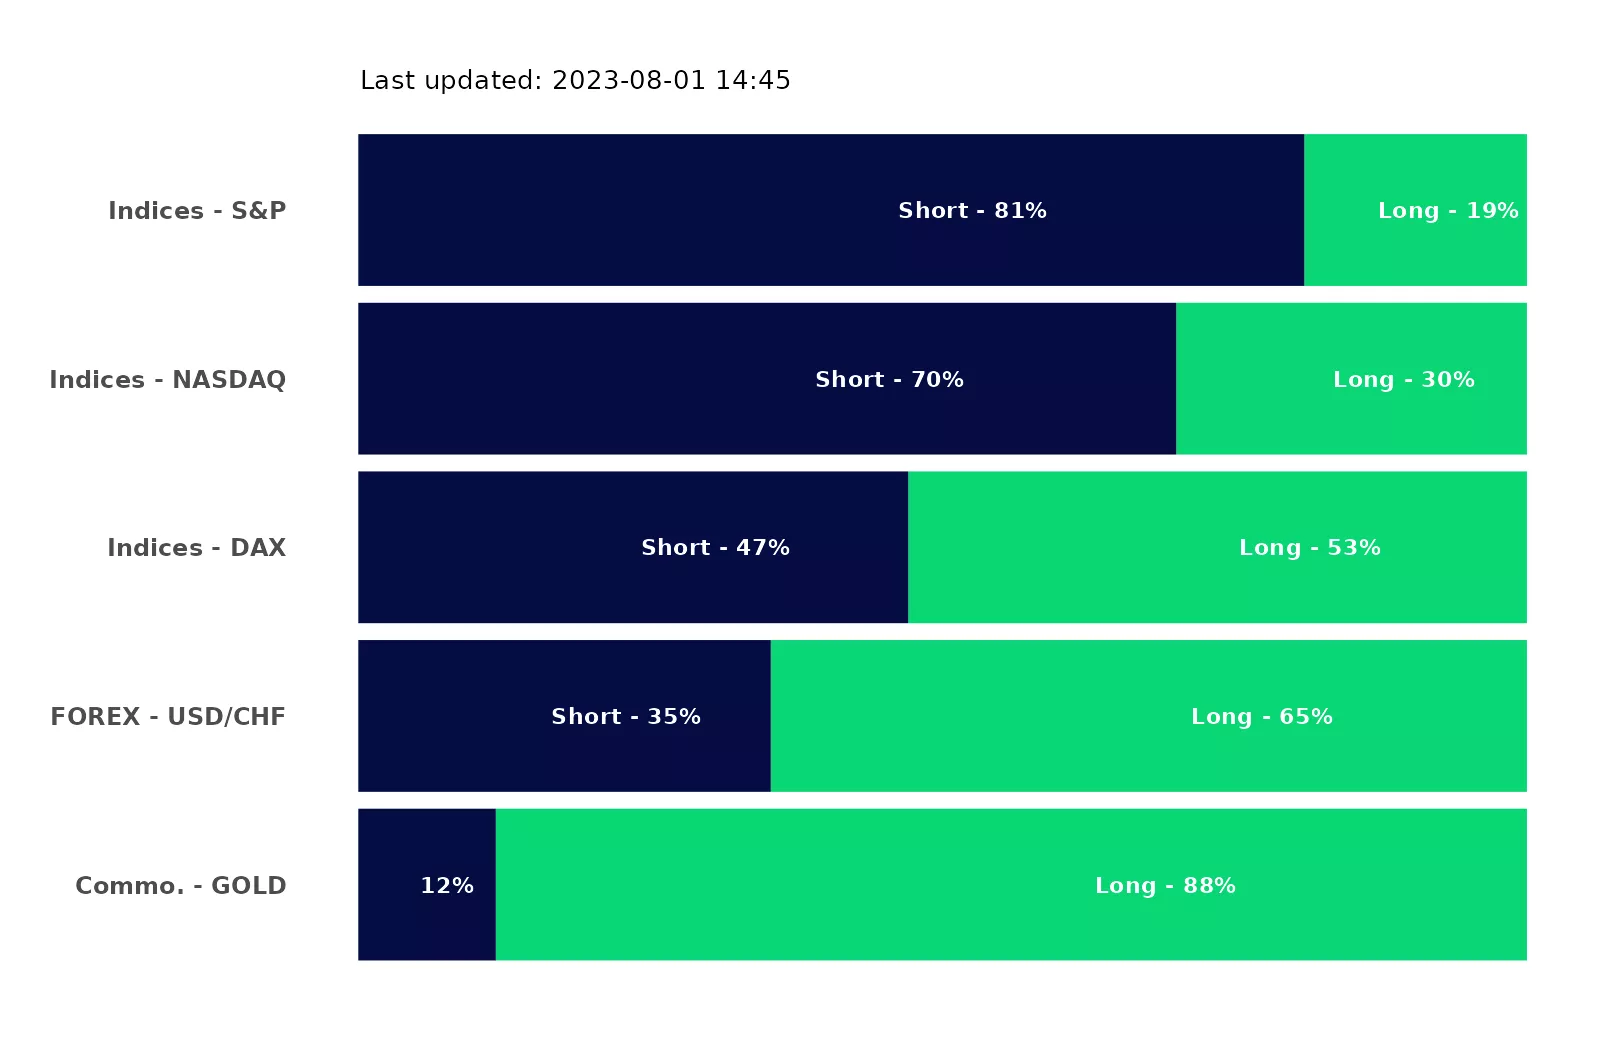 Last updated: 2023-08-01 14:45
Indices - S&P
Short - 81%
Long - 19%
Indices - NASDAQ
Short - 70%
Long - 30%
Indices - DAX
Short - 47%
Long - 53%
FOREX - USD/CHF
Short - 35%
Long - 65%
Commo. - GOLD
12%
Long - 88%